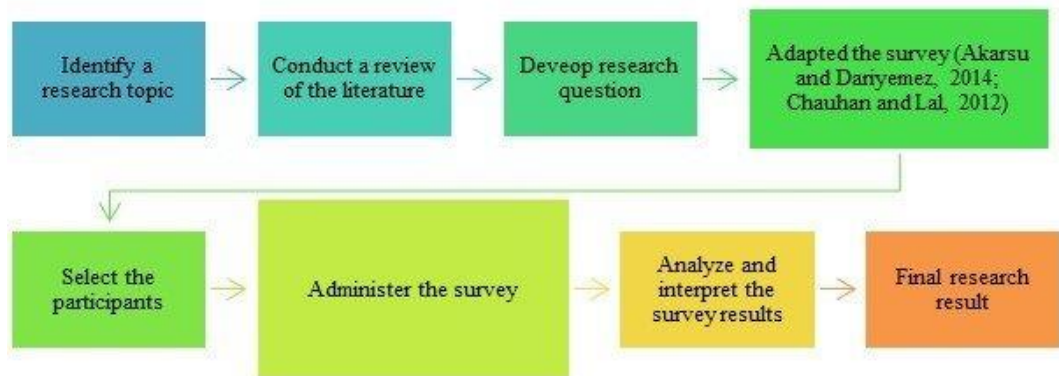 Identify a
research topic
Conduct a review
of the literature
Deveop research
question
Adapted the survey (Akarsu
and Dariyemez, 2014;
Chauhan and Lal, 2012)
Select the
participants
Administer the survey
Analyze and
interpret the
survey results
Final research
result